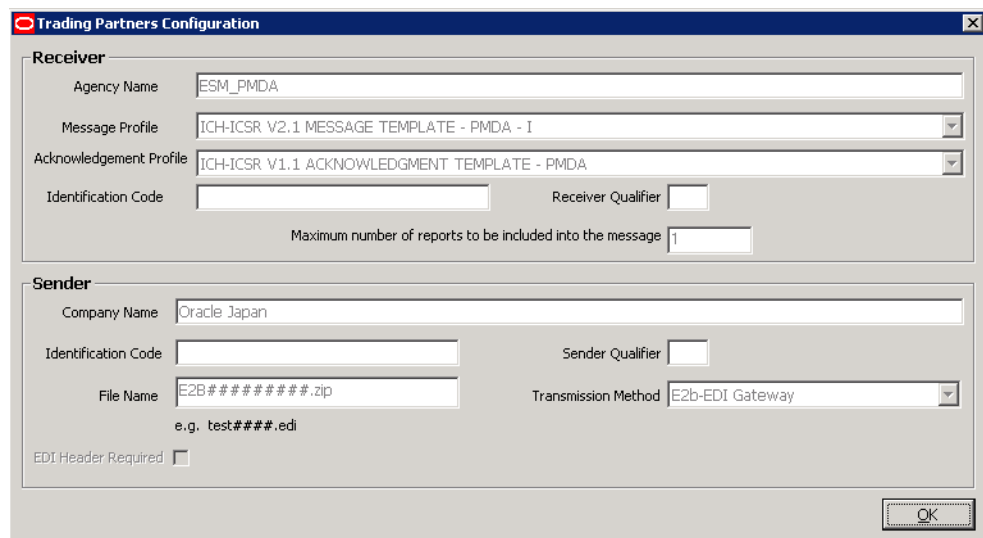 Trading Partners Configuration
Receiver
Agency Name ESM_PMDA
Message Profile ICH-ICSR V2.1 MESSAGE TEMPLATE - PMDA - I
Acknowledgement Profile ICH-ICSR V1.1 ACKNOWLEDGMENT TEMPLATE - PMDA
Identification Code Receiver Qualifier
Maximum number of reports to be included into the message 1
Sender
Company Name Oracle Japan
Identification Code Sender Qualifier
File Name E2B#########.zip Transmission Method E2b-EDI Gateway
e.g. test####.edi
EDI Header Required
OK